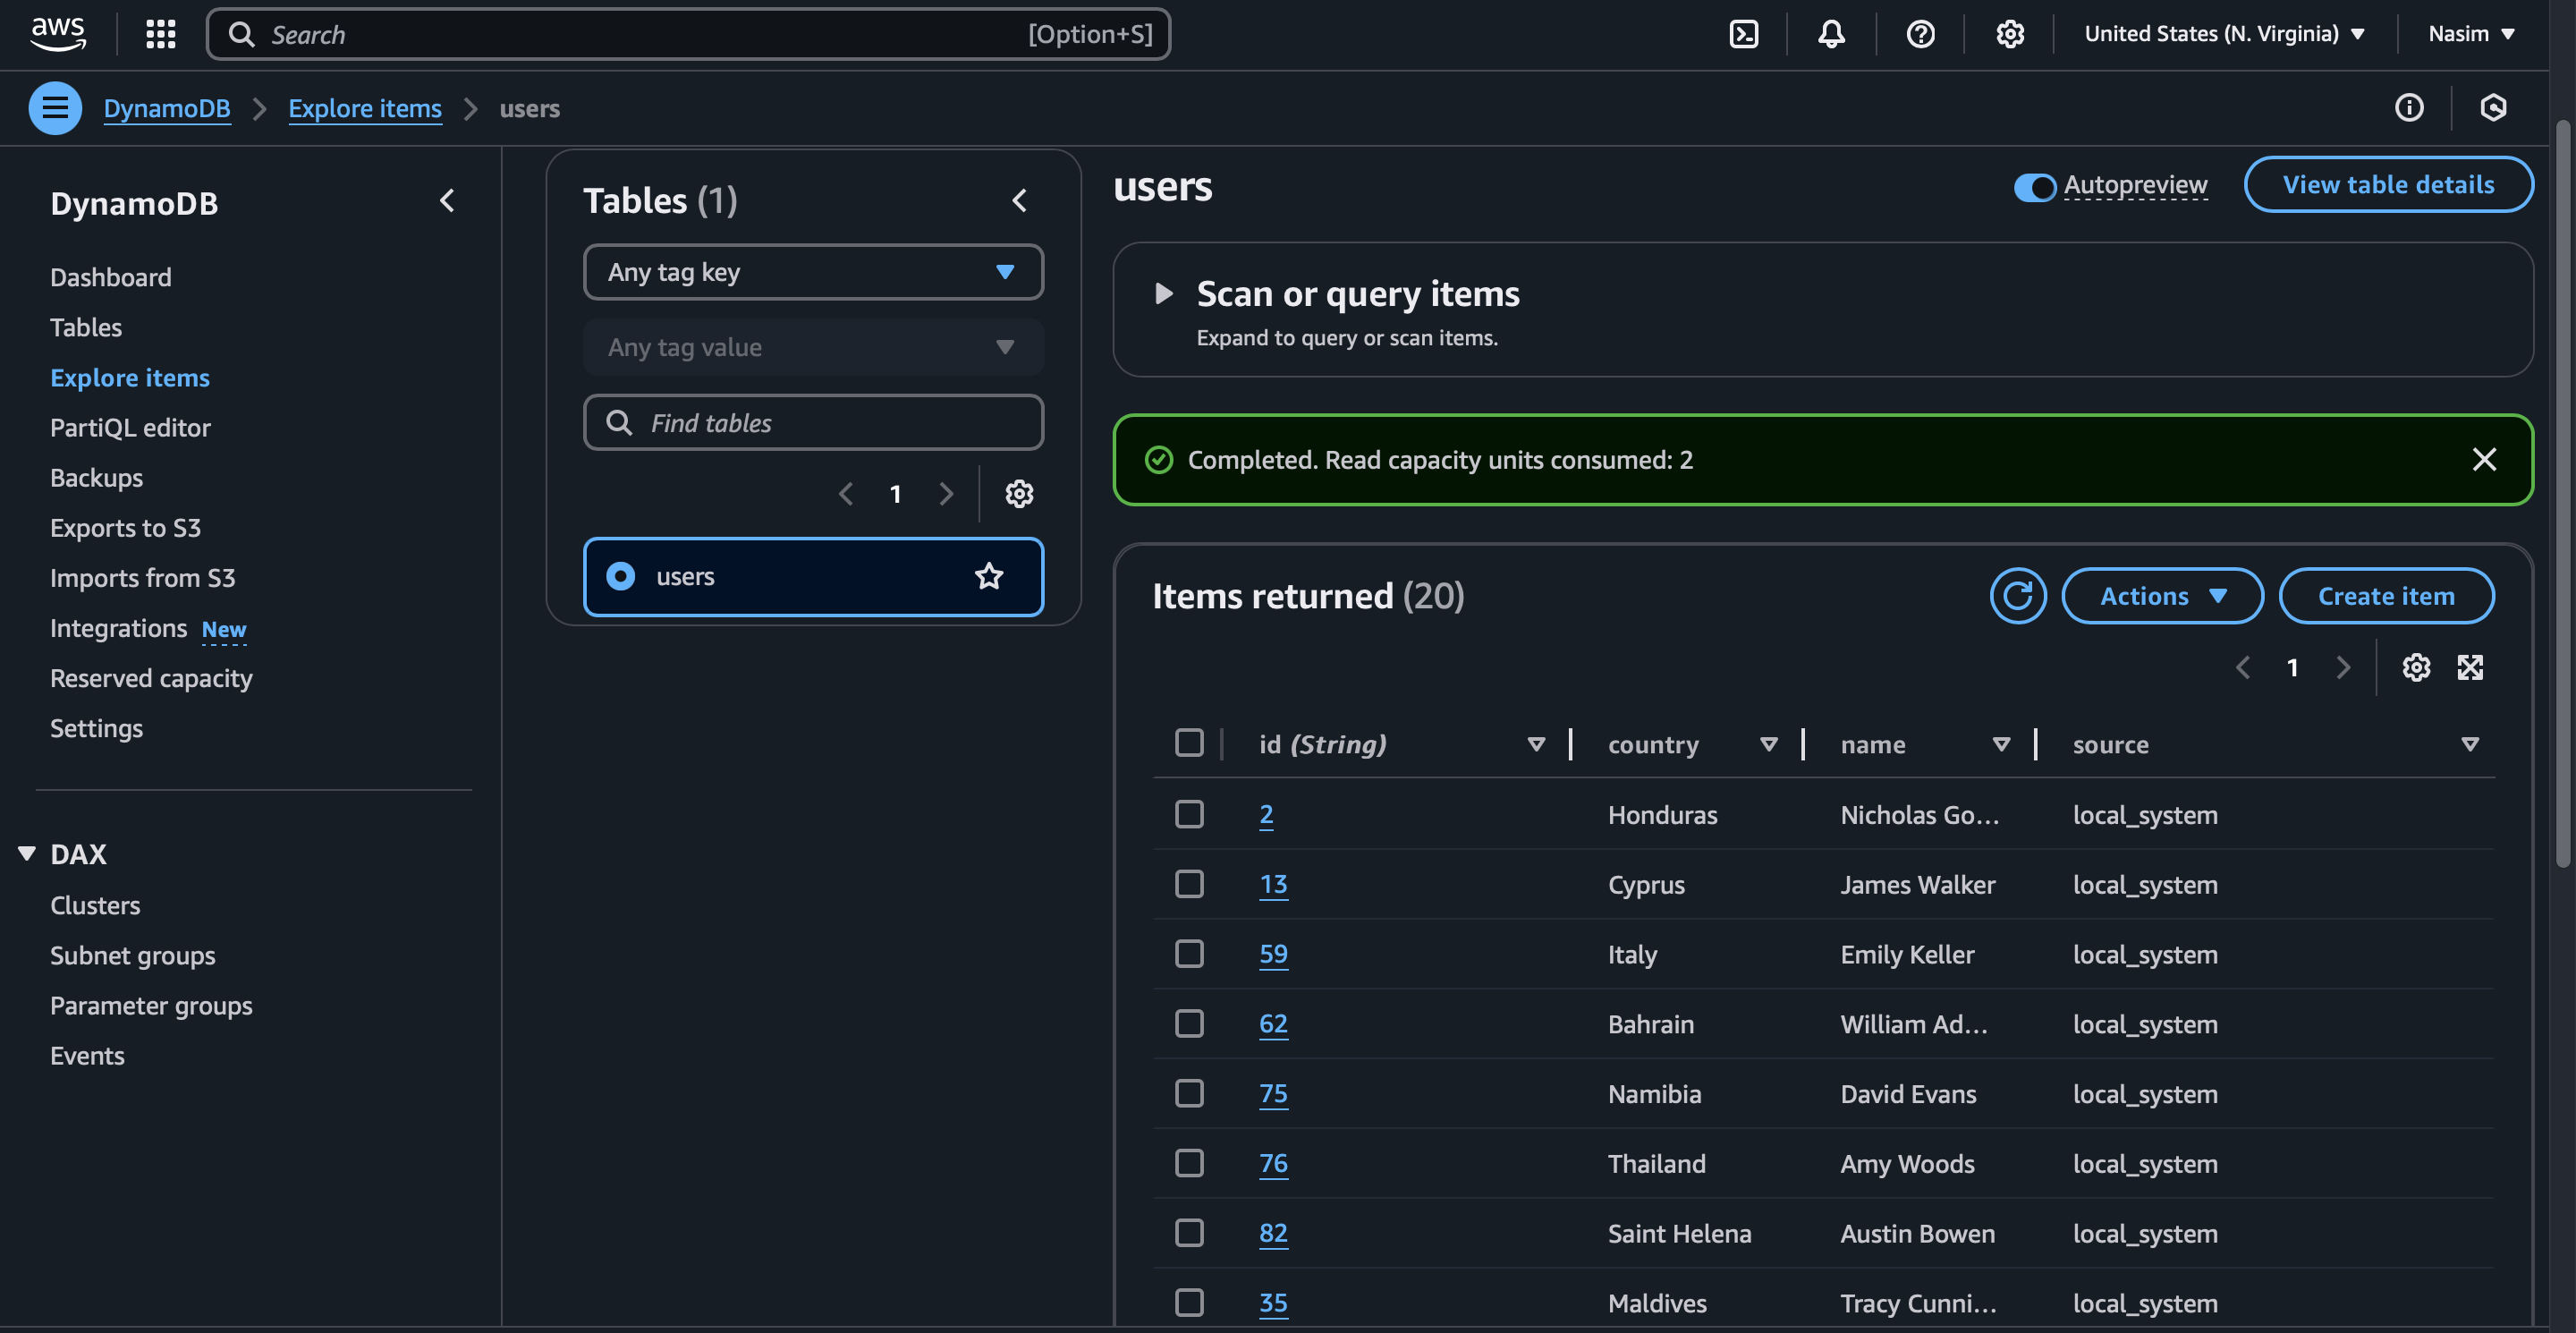 aws
Search
[Option+S]
United States (N. Virginia)
Nasim
DynamoDB
Explore items
users
DynamoDB
Dashboard
Tables
Explore items
PartiQL editor
Backups
Exports to S3
Imports from S3
Integrations New
Reserved capacity
Settings
DAX
Clusters
Subnet groups
Parameter groups
Events
Tables (1)
Any tag key
Any tag value
Find tables
1
users
users
Autopreview
View table details
Scan or query items
Expand to query or scan items.
Completed. Read capacity units consumed: 2
Items returned (20)
Actions
Create item
1
id (String) country name source
2 Honduras Nicholas Go... local_system
13 Cyprus James Walker local_system
59 Italy Emily Keller local_system
62 Bahrain William Ad... local_system
75 Namibia David Evans local_system
76 Thailand Amy Woods local_system
82 Saint Helena Austin Bowen local_system
35 Maldives Tracy Cunni... local_system